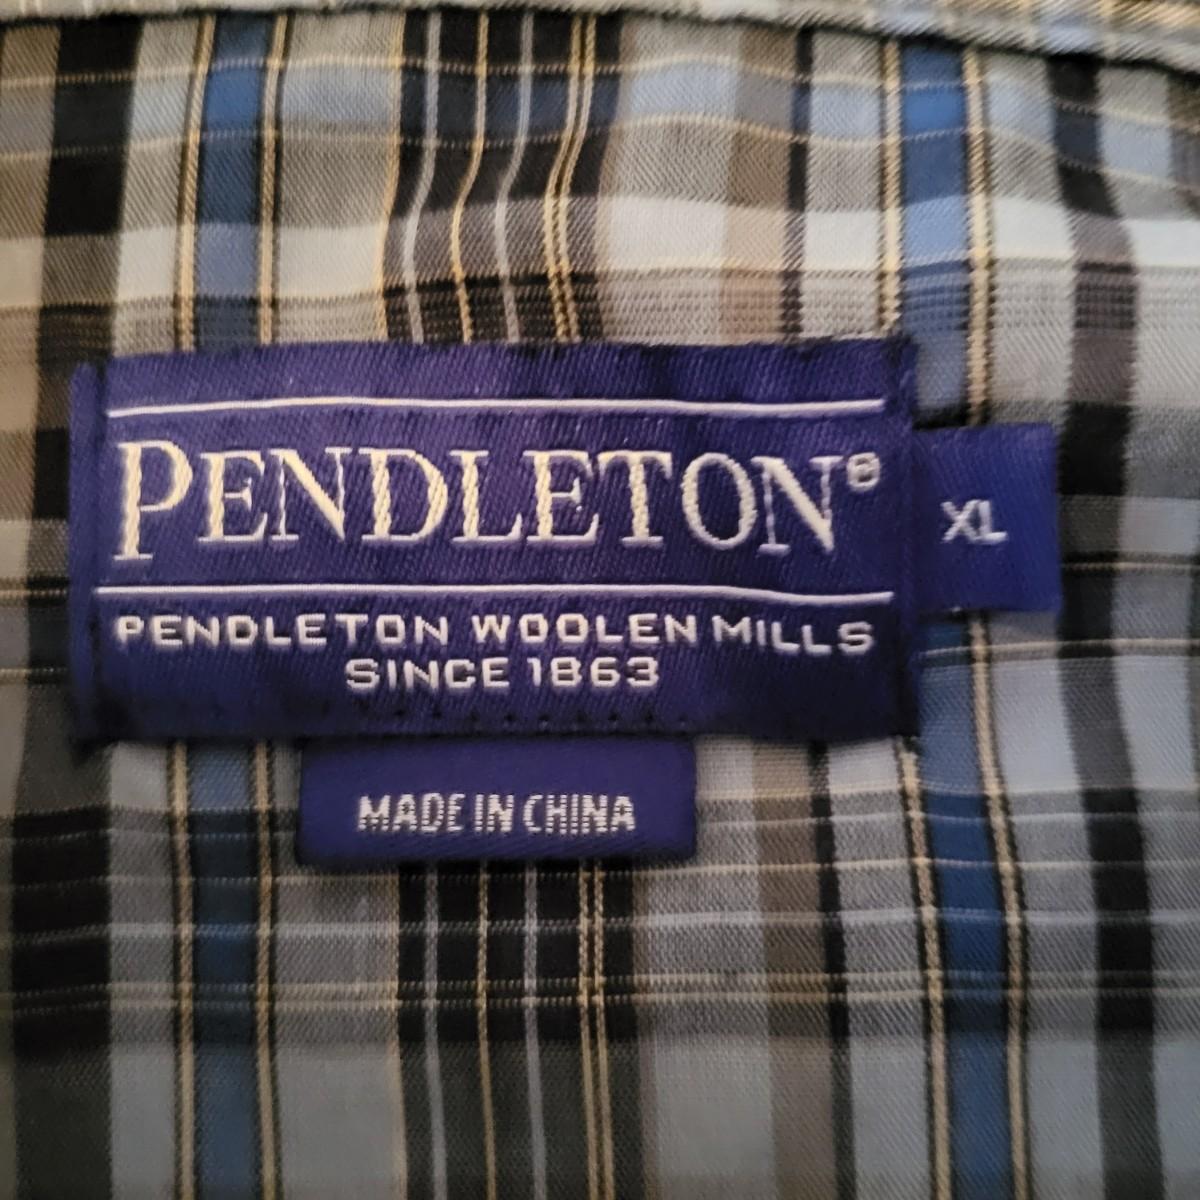 PENDLETON®
XL
PENDLETON WOOLEN MILLS
SINCE 1863
MADE IN CHINA